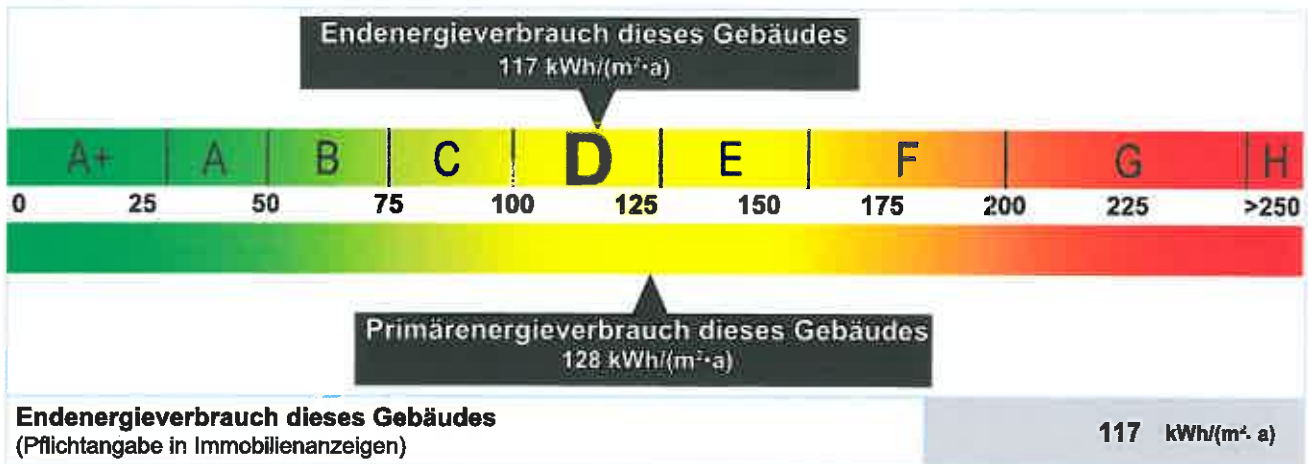 Endenergieverbrauch dieses Gebäudes
117 kWh/(m²·a)
A+ A B C D E F G H
0 25 50 75 100 125 150 175 200 225 >250
Primärenergieverbrauch dieses Gebäudes
128 kWh/(m²·a)
Endenergieverbrauch dieses Gebäudes
(Pflichtangabe in Immobilienanzeigen)
117 kWh/(m²· a)